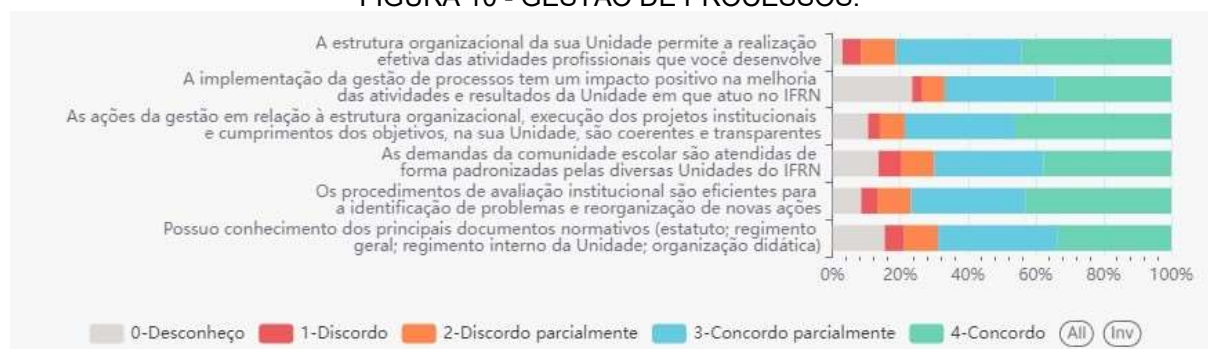 FIGURA 10 - GESTÃO DE PROCESSOS.
A estrutura organizacional da sua Unidade permite a realização
efetiva das atividades profissionais que você desenvolve
A implementação da gestão de processos tem um impacto positivo na melhoria
das atividades e resultados da Unidade em que atuo no IFRN
As ações da gestão em relação à estrutura organizacional, execução dos projetos institucionais
e cumprimentos dos objetivos, na sua Unidade, são coerentes e transparentes
As demandas da comunidade escolar são atendidas de
forma padronizadas pelas diversas Unidades do IFRN
Os procedimentos de avaliação institucional são eficientes para
a identificação de problemas e reorganização de novas ações
Possuo conhecimento dos principais documentos normativos (estatuto; regimento
geral; regimento interno da Unidade; organização didática)
0% 20% 40% 60% 80% 100%
0-Desconheço 1-Discordo 2-Discordo parcialmente 3-Concordo parcialmente 4-Concordo All Inv